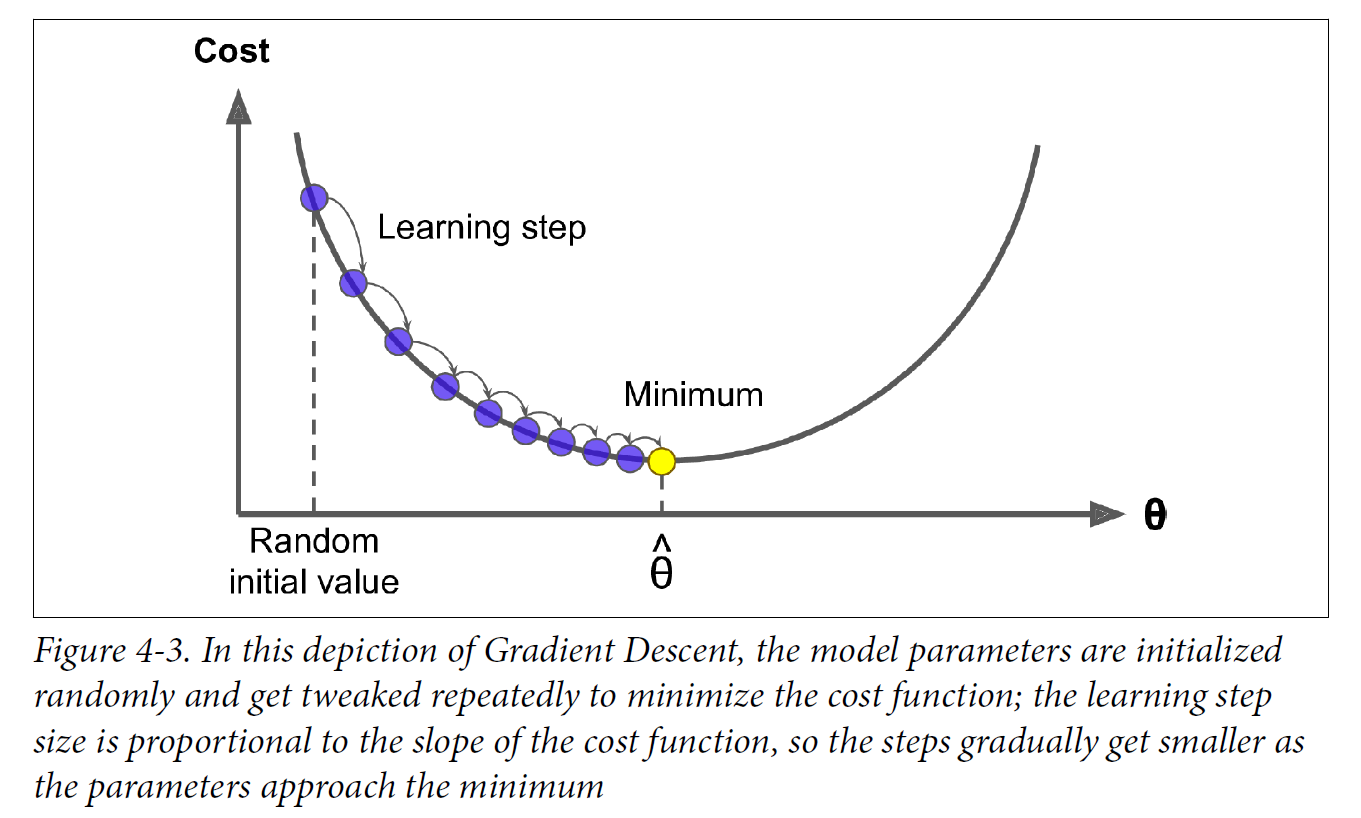 Cost
Learning step
Minimum
θ
Random
initial value
θ̂
Figure 4-3. In this depiction of Gradient Descent, the model parameters are initialized
randomly and get tweaked repeatedly to minimize the cost function; the learning step
size is proportional to the slope of the cost function, so the steps gradually get smaller as
the parameters approach the minimum